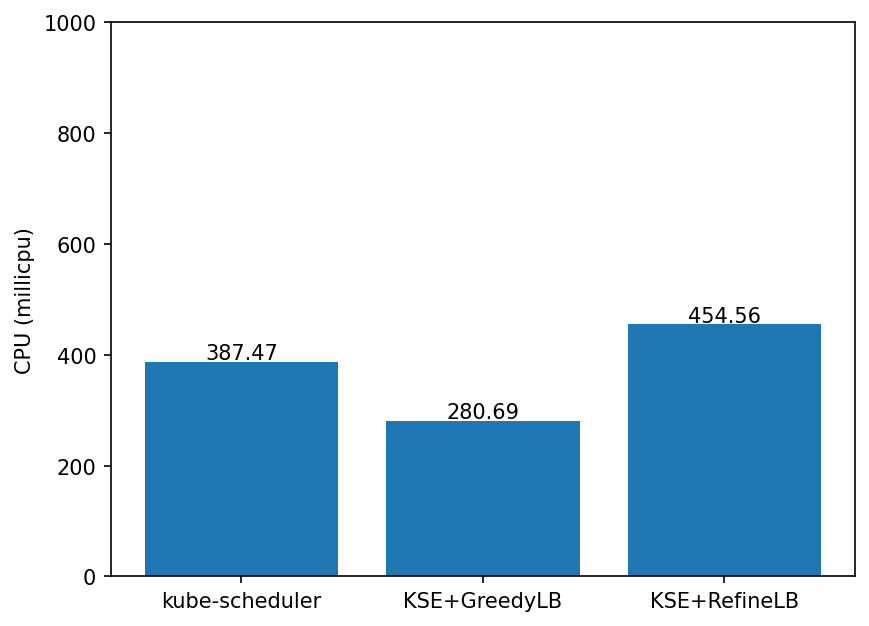 1000
800
600
400
200
0
CPU (millicpu)
387.47
280.69
454.56
kube-scheduler
KSE+GreedyLB
KSE+RefineLB